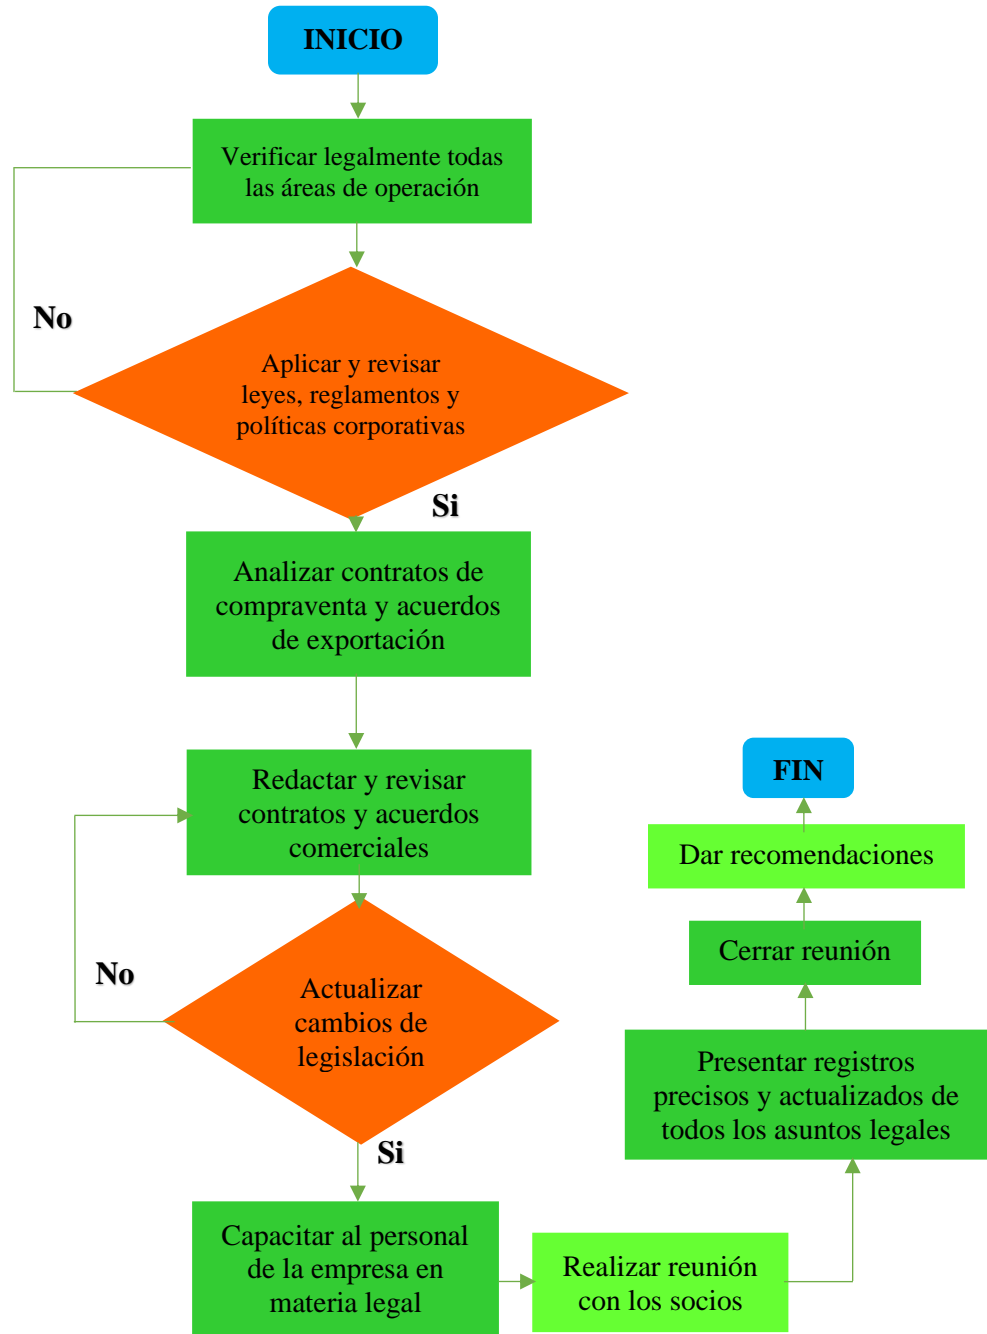 INICIO
Verificar legalmente todas
las áreas de operación
No
Aplicar y revisar
leyes, reglamentos y
políticas corporativas
Si
Analizar contratos de
compraventa y acuerdos
de exportación
Redactar y revisar
contratos y acuerdos
comerciales
No
Actualizar
cambios de
legislación
Si
Capacitar al personal
de la empresa en
materia legal
Realizar reunión
con los socios
Presentar registros
precisos y actualizados de
todos los asuntos legales
Cerrar reunión
Dar recomendaciones
FIN